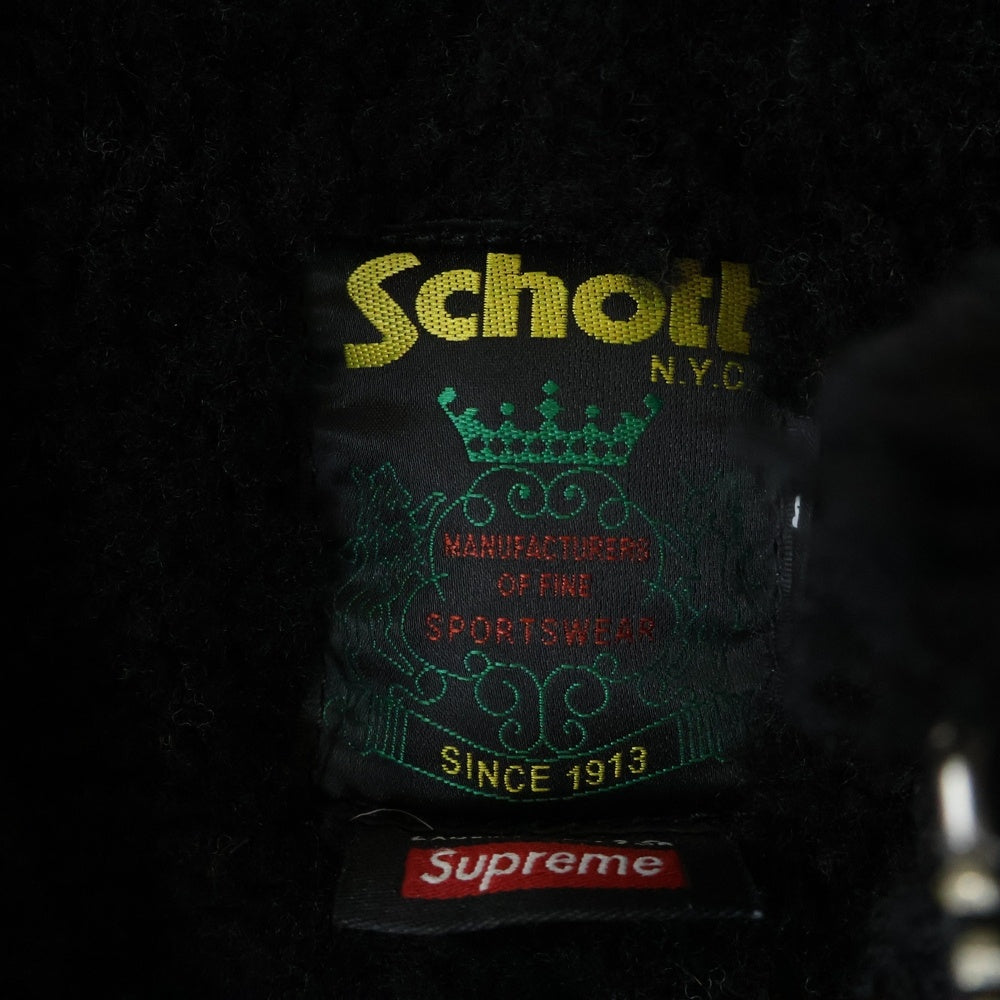 Schott
N.Y.C
MANUFACTURERS
OF FINE
SPORTSWEAR
SINCE 1913
Supreme